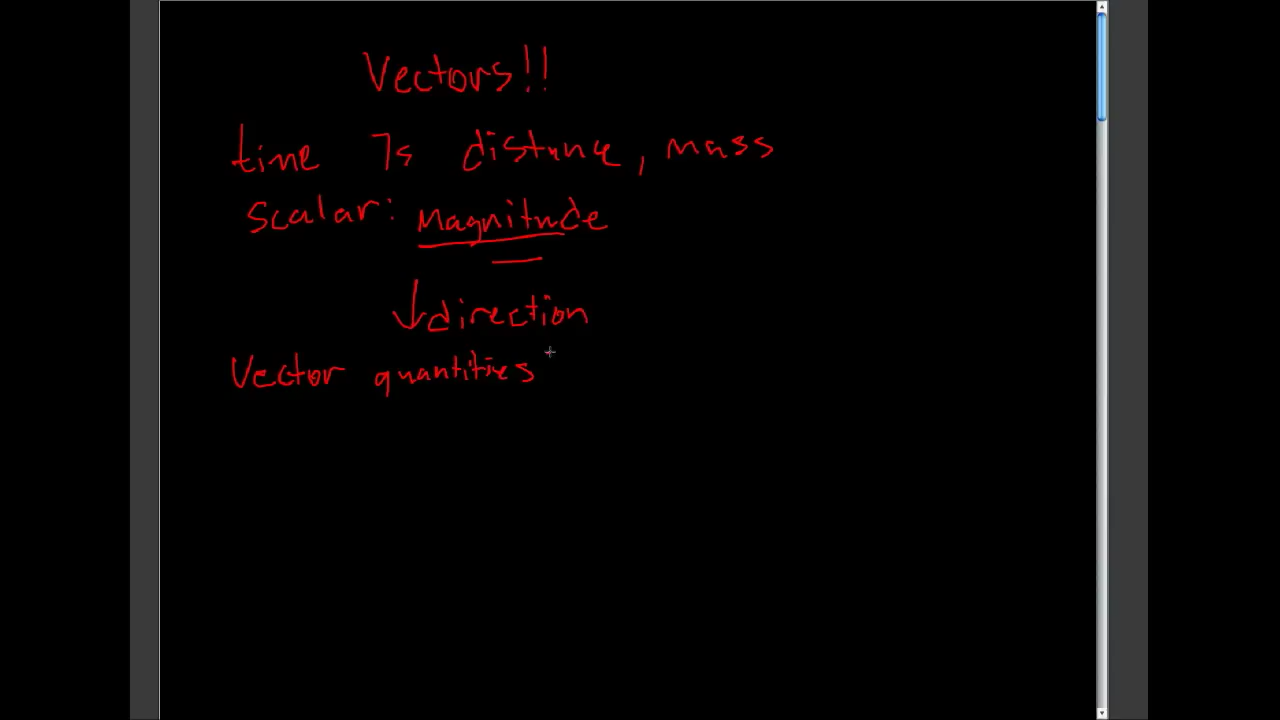 Vectors!!
time 7s distance, mass
Scalar: Magnitude
↓direction
Vector quantities